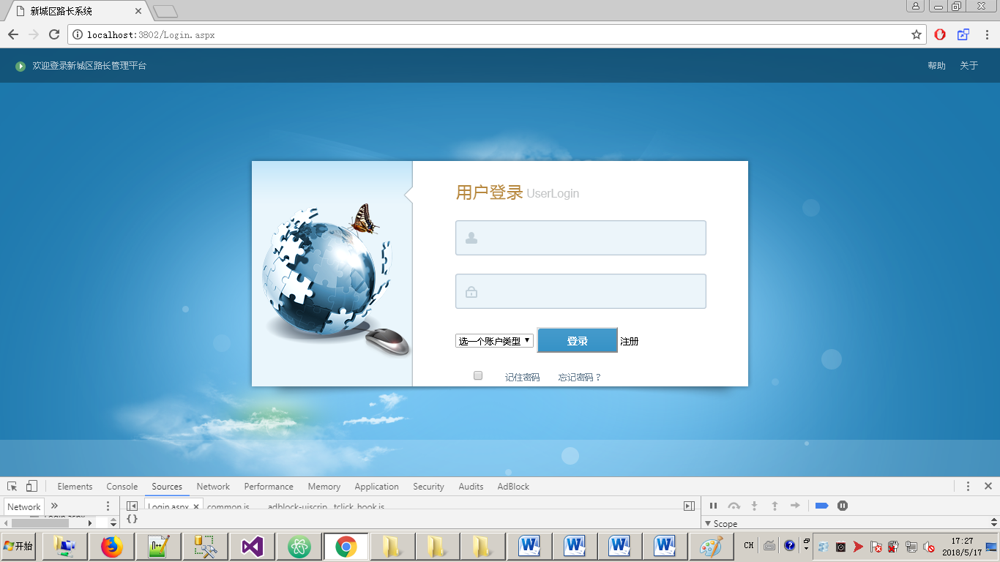 新城区路长系统
localhost:3802/Login.aspx
欢迎登录新城区路长管理平台
帮助 关于
用户登录 UserLogin
选一个账户类型 登录 注册
记住密码 忘记密码？
Elements Console Sources Network Performance Memory Application Security Audits AdBlock
Network » Login.aspx × common.js adblock-uiscrip... tclick_hook.js
Login.aspx {} Scope
开始 CH 17:27
2018/5/17